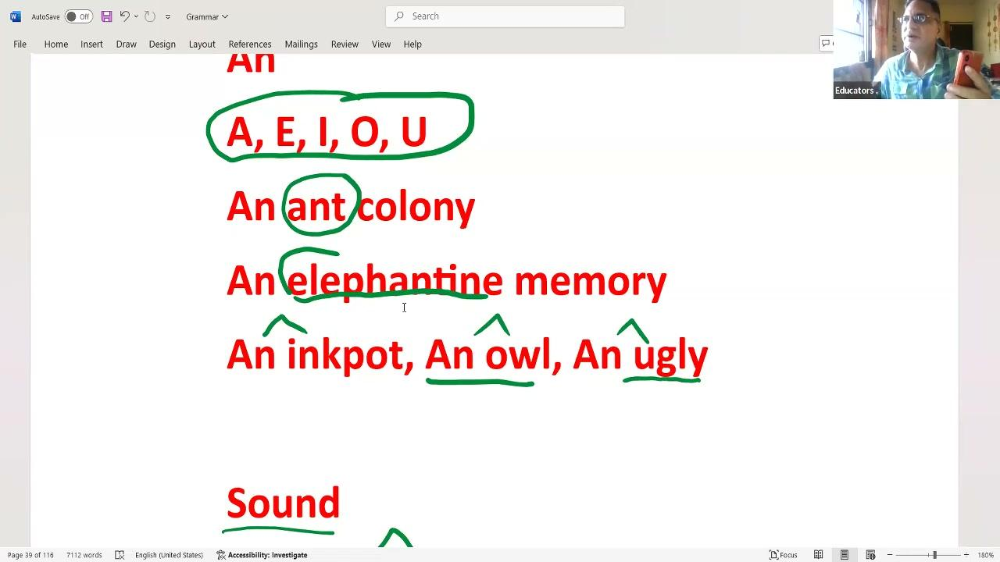 AutoSave Off Grammar Search
File Home Insert Draw Design Layout References Mailings Review View Help
Educators .
An
A, E, I, O, U
An ant colony
An elephantine memory
An inkpot, An owl, An ugly
Sound
Page 39 of 116 7112 words English (United States) Accessibility: Investigate Focus 180%